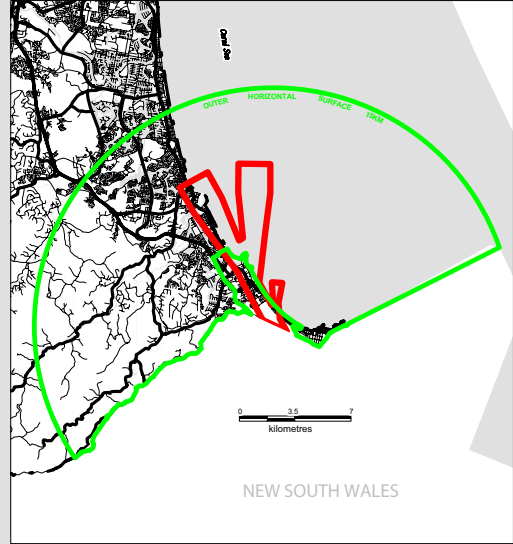 Coral Sea
OUTER HORIZONTAL SURFACE 15KM
0 3.5 7
kilometres
NEW SOUTH WALES